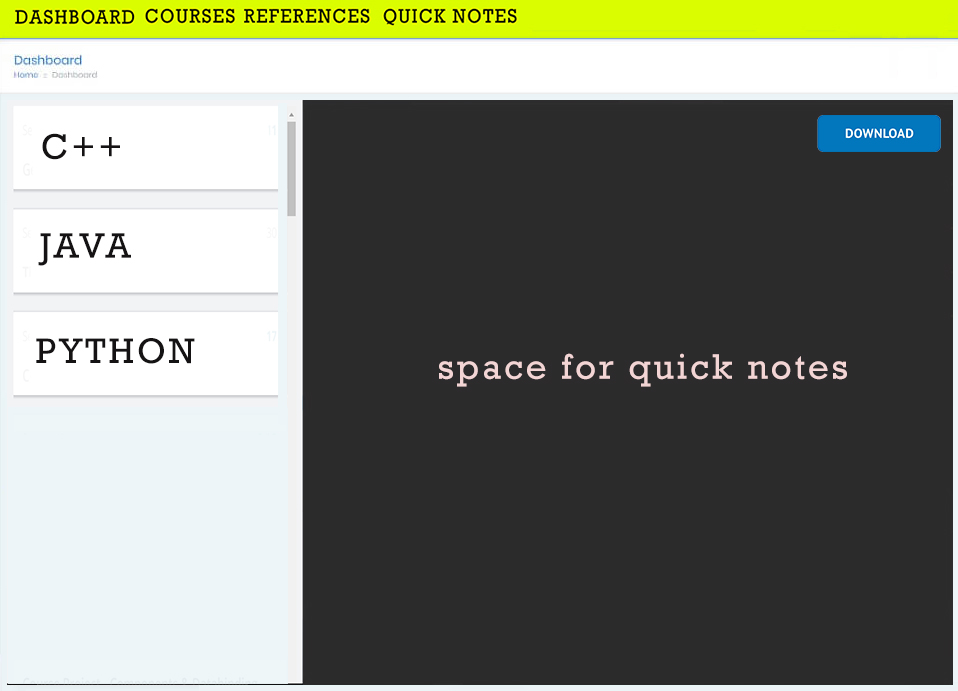 DASHBOARD COURSES REFERENCES QUICK NOTES
Dashboard
Home :: Dashboard
C++
JAVA
PYTHON
DOWNLOAD
space for quick notes